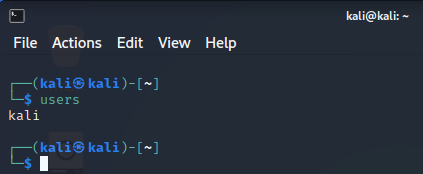 kali@kali: ~
File Actions Edit View Help
┌──(kali㉿kali)-[~]
└─$ users
kali
┌──(kali㉿kali)-[~]
└─$